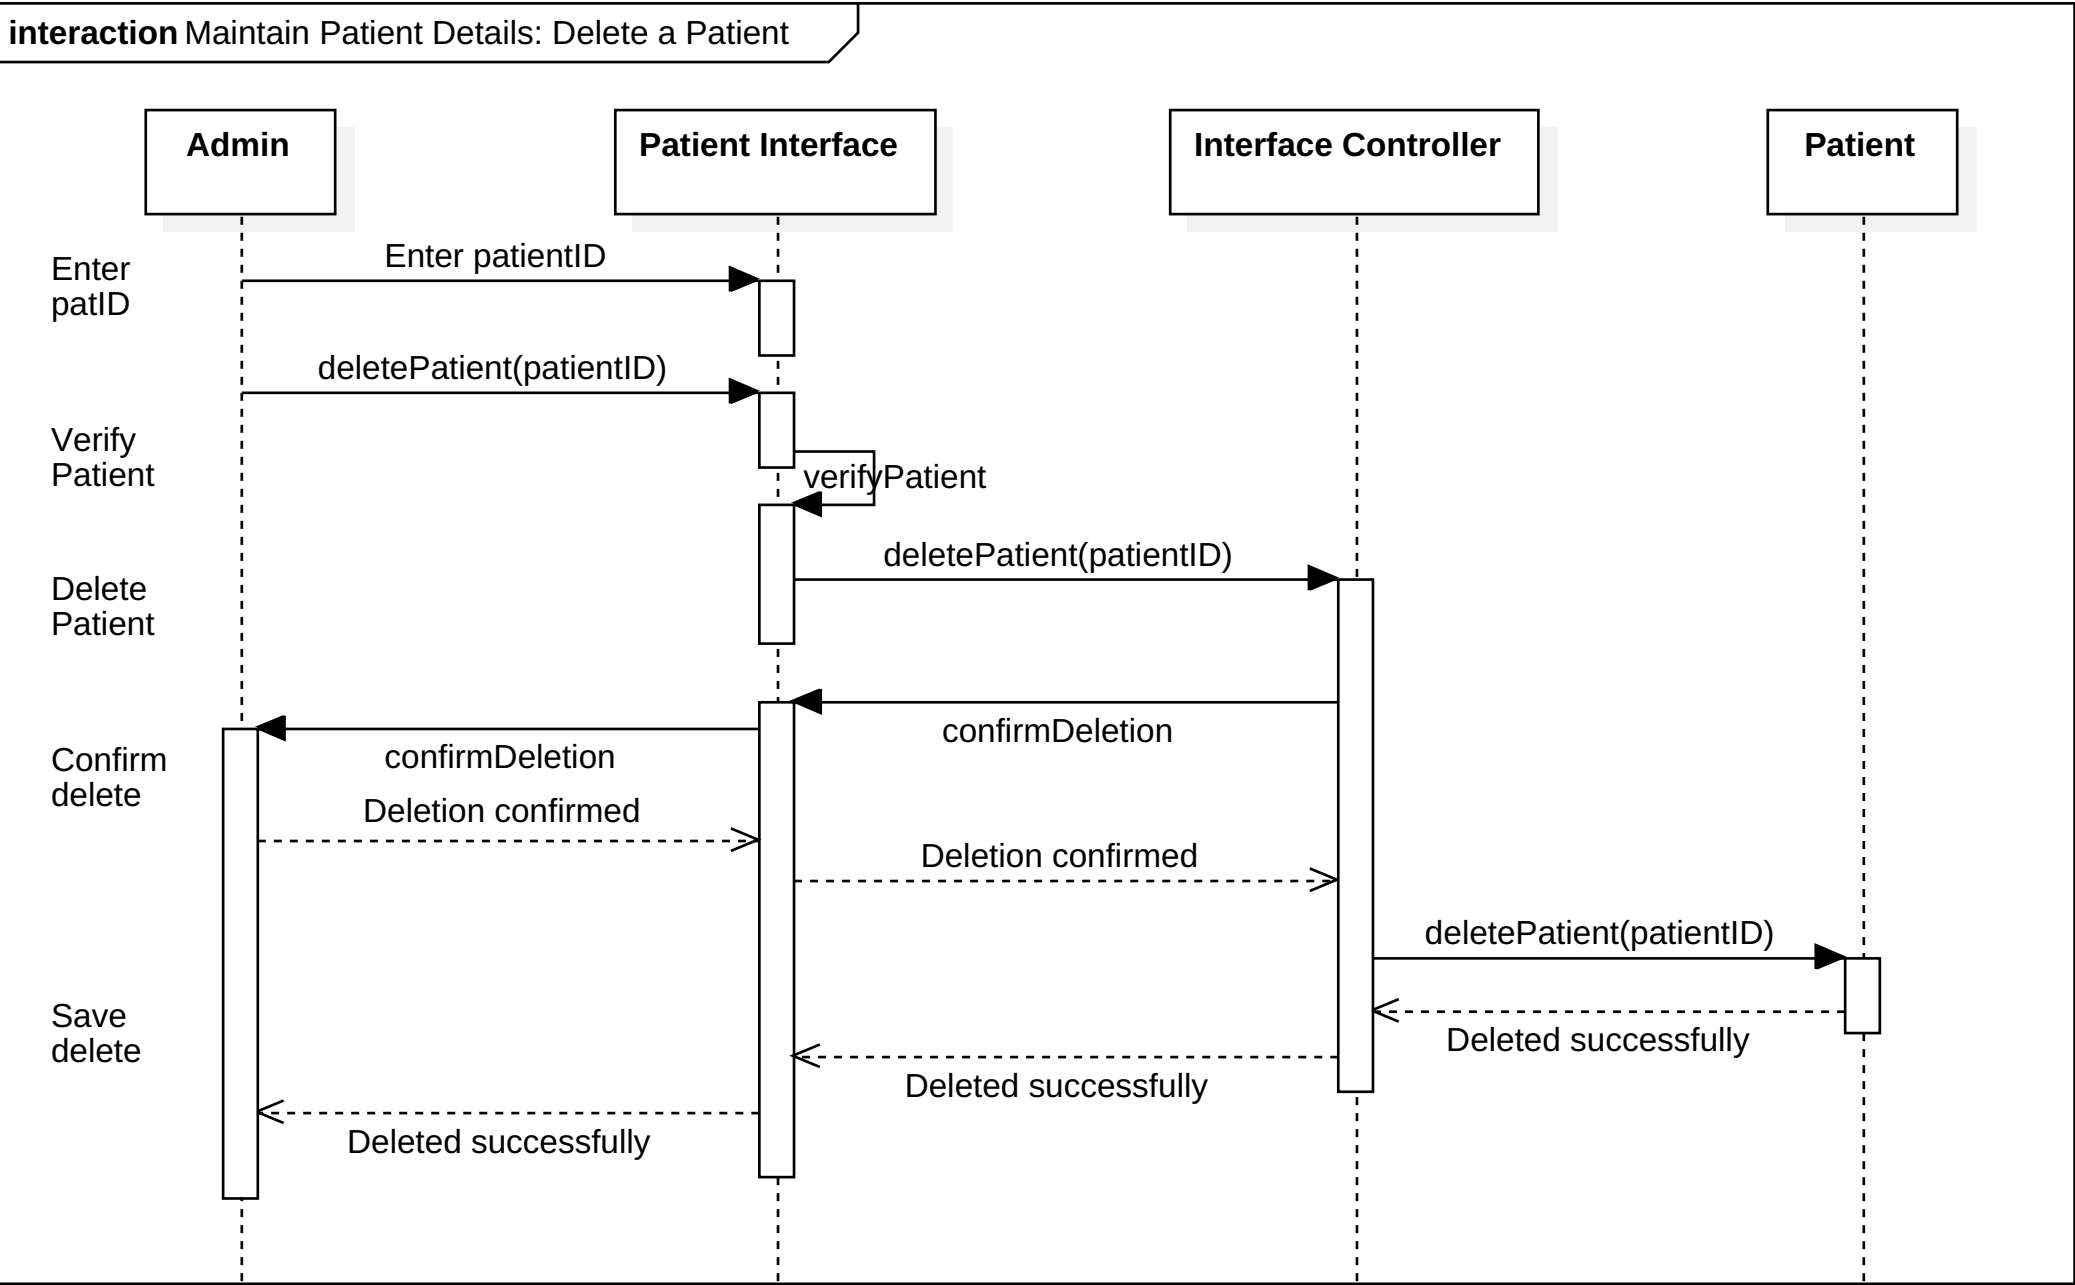 interaction Maintain Patient Details: Delete a Patient
Admin
Patient Interface
Interface Controller
Patient
Enter patientID
Enter
patID
deletePatient(patientID)
Verify
Patient
verifyPatient
deletePatient(patientID)
Delete
Patient
confirmDeletion
confirmDeletion
Confirm
delete
Deletion confirmed
Deletion confirmed
deletePatient(patientID)
Save
delete
Deleted successfully
Deleted successfully
Deleted successfully